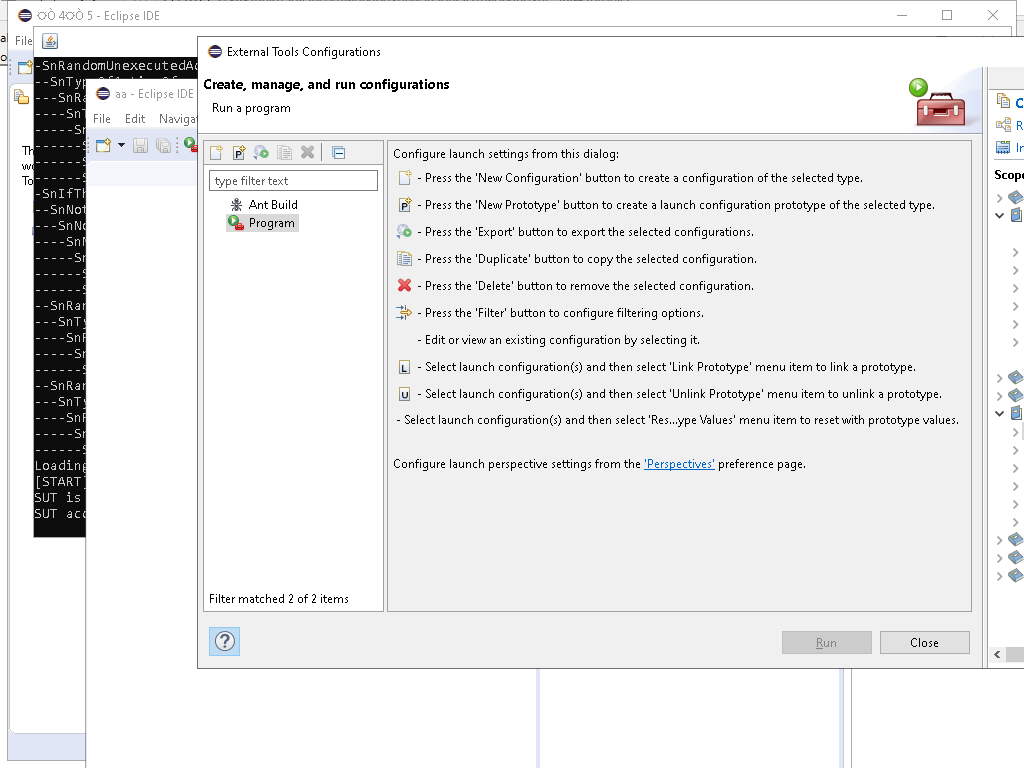 - Eclipse IDE
File
-SnRandomUnexecutedAc
aa - Eclipse IDE
File Edit Navigat
External Tools Configurations
Create, manage, and run configurations
Run a program
type filter text
Ant Build
Program
Filter matched 2 of 2 items
Configure launch settings from this dialog:
- Press the 'New Configuration' button to create a configuration of the selected type.
- Press the 'New Prototype' button to create a launch configuration prototype of the selected type.
- Press the 'Export' button to export the selected configurations.
- Press the 'Duplicate' button to copy the selected configuration.
- Press the 'Delete' button to remove the selected configuration.
- Press the 'Filter' button to configure filtering options.
- Edit or view an existing configuration by selecting it.
- Select launch configuration(s) and then select 'Link Prototype' menu item to link a prototype.
- Select launch configuration(s) and then select 'Unlink Prototype' menu item to unlink a prototype.
- Select launch configuration(s) and then select 'Res...ype Values' menu item to reset with prototype values.
Configure launch perspective settings from the 'Perspectives' preference page.
Run
Close
--SnRa
-----SnT
------Sn
-------S
-------S
-------S
-SnIfTh
--SnNot
---SnNo
----SnN
-----S
------S
------S
--SnRan
---SnTy
----SnP
-----Sn
------S
--SnRan
---SnTy
----SnP
-----Sn
------S
Loading
[START]
SUT is
SUT acc
Scope